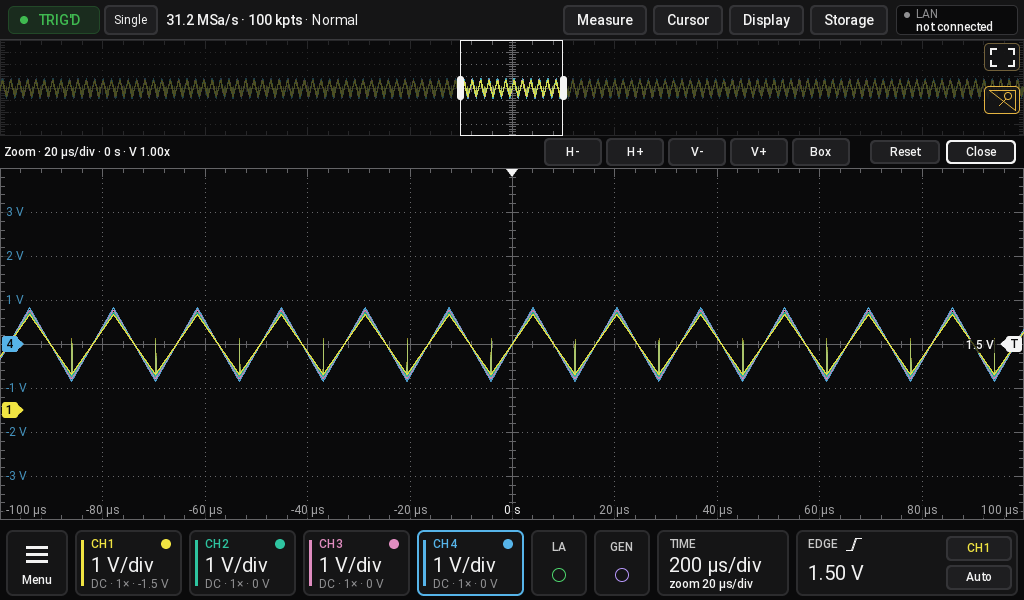 TRIG'D Single 31.2 MSa/s · 100 kpts · Normal Measure Cursor Display Storage LAN
not connected
Zoom · 20 µs/div · 0 s · V 1.00x H- H+ V- V+ Box Reset Close
3 V
2 V
1 V
4 1.5 V T
-1 V
1
-2 V
-3 V
-100 µs -80 µs -60 µs -40 µs -20 µs 0 s 20 µs 40 µs 60 µs 80 µs 100 µs
Menu
CH1
1 V/div
DC · 1× · -1.5 V
CH2
1 V/div
DC · 1× · 0 V
CH3
1 V/div
DC · 1× · 0 V
CH4
1 V/div
DC · 1× · 0 V
LA
GEN
TIME
200 µs/div
zoom 20 µs/div
EDGE
1.50 V
CH1
Auto